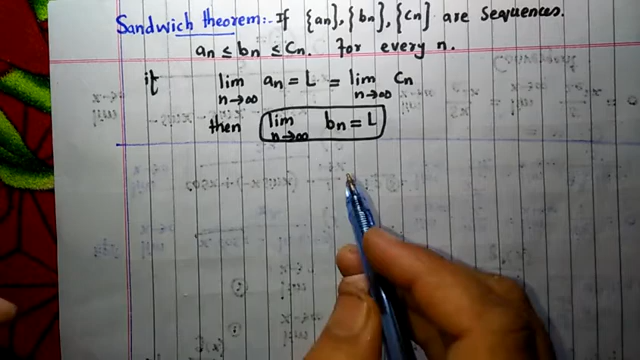 Sandwich theorem:- If {an}, {bn}, {cn} are Sequences.
an ≤ bn ≤ cn. for every n.
if lim n→∞ an = L = lim n→∞ cn
then lim n→∞ bn = L